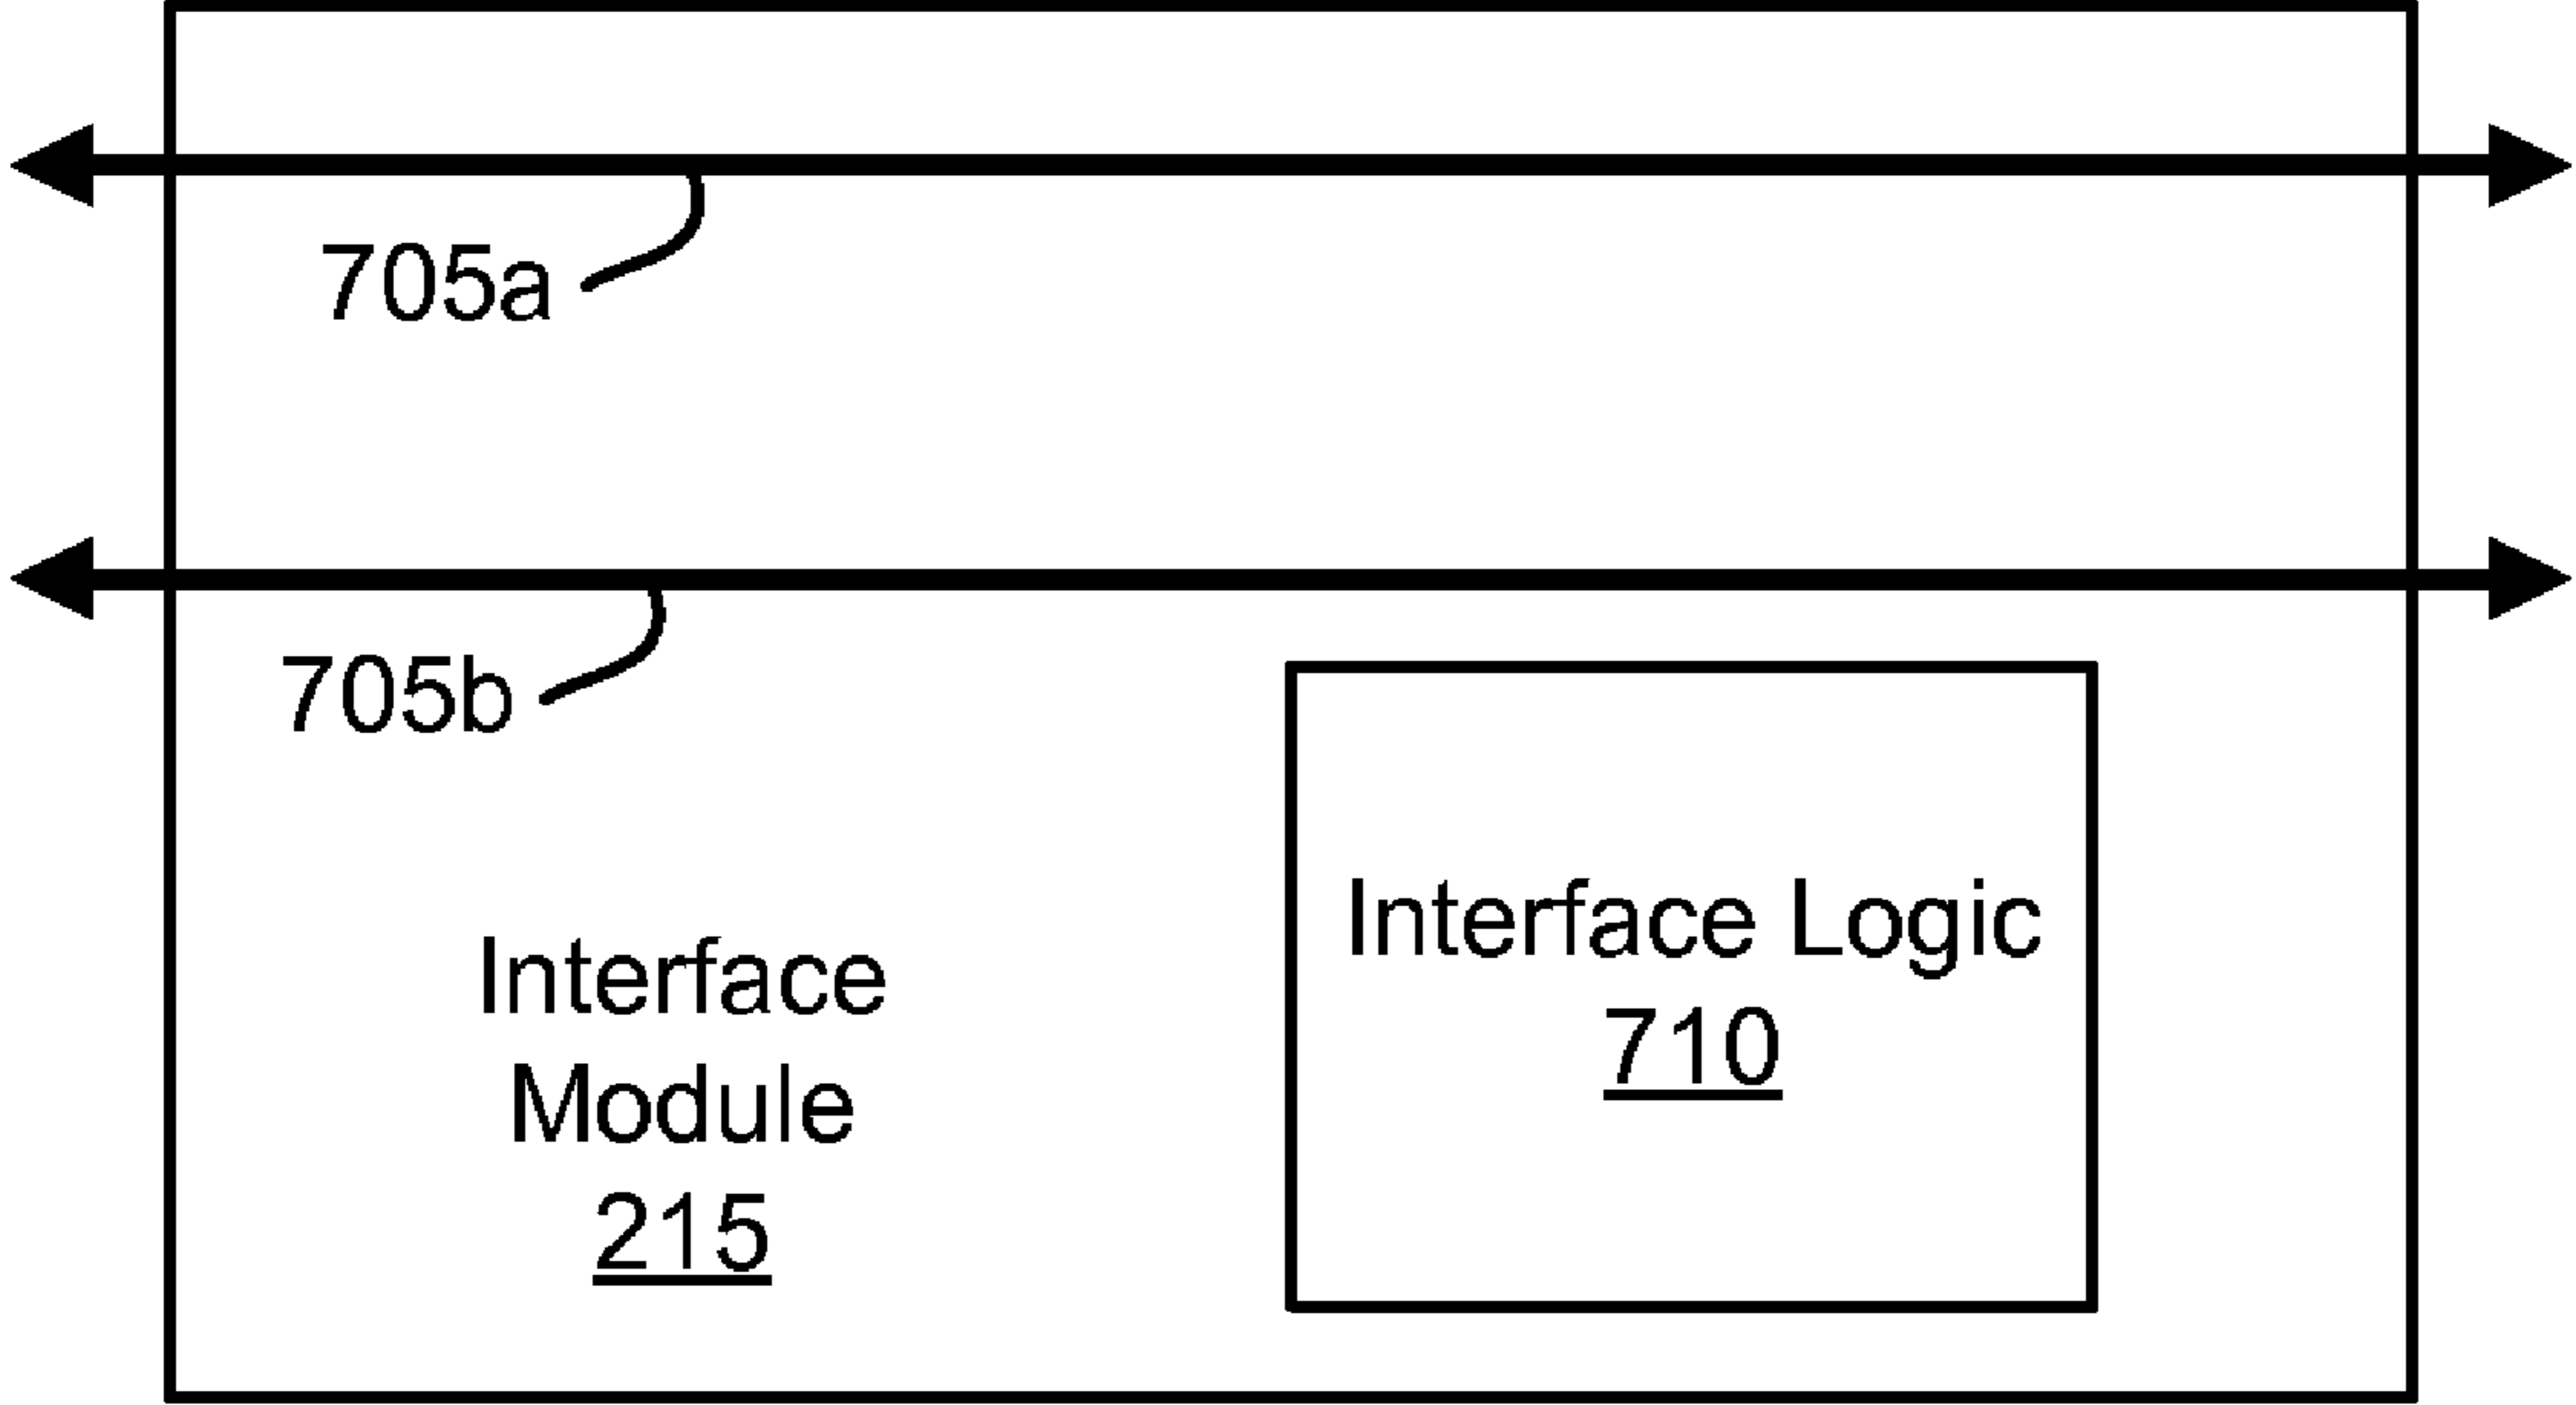 705a
705b
Interface
Module
215
Interface Logic
710